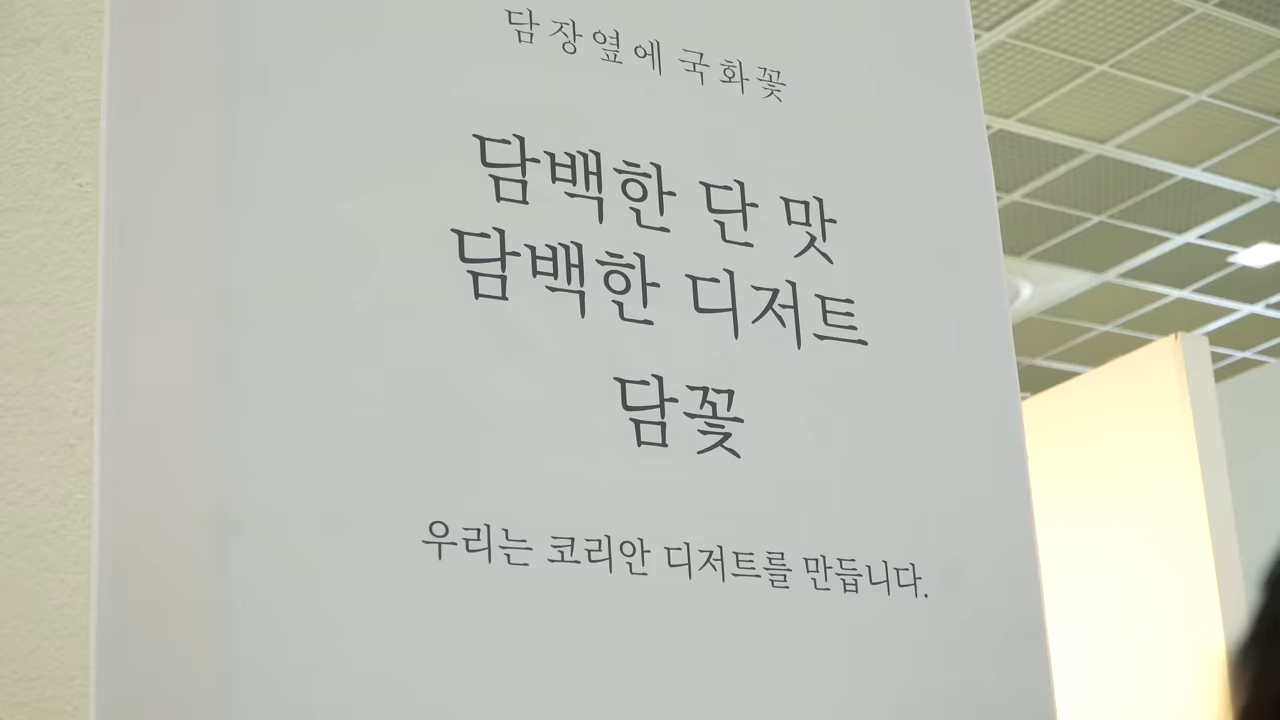 담장옆에 국화꽃
담백한 단 맛
담백한 디저트
담꽃
우리는 코리안 디저트를 만듭니다.